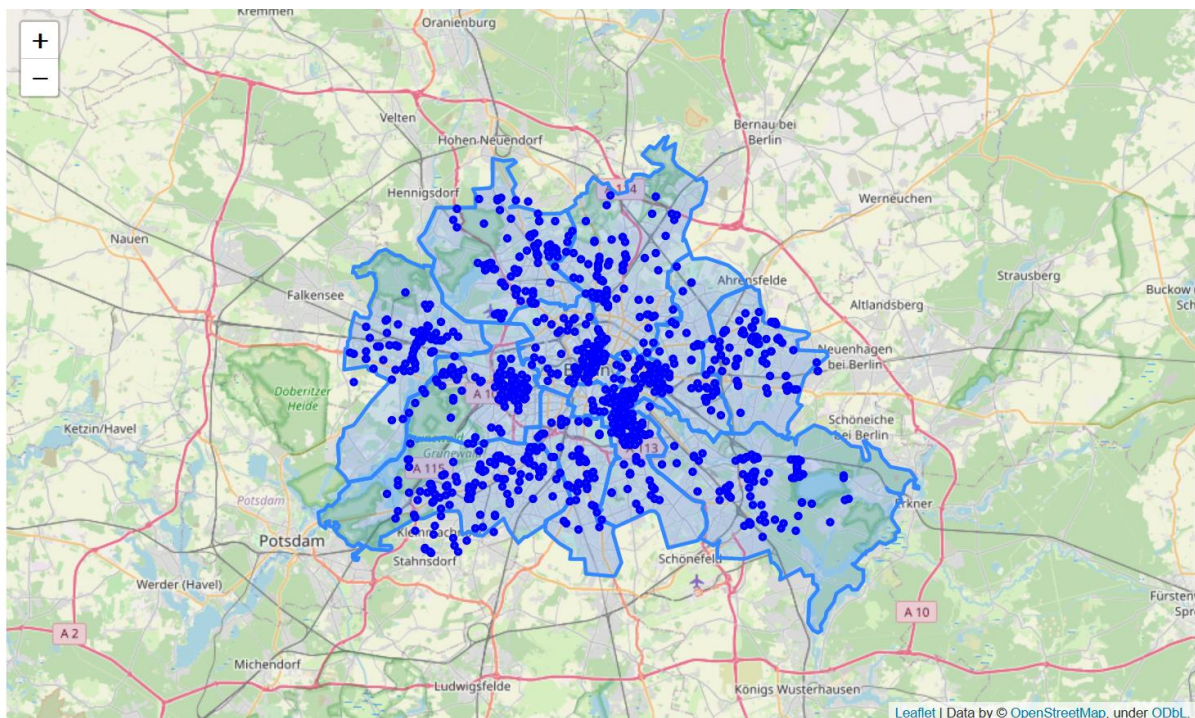 Kremmen
Oranienburg
+
−
Velten
Bernau bei
Berlin
Hohen Neuendorf
Hennigsdorf
Werneuchen
Nauen
Strausberg
Ahrensfelde
Falkensee
Altlandsberg
Buckow
Neuenhagen
bei Berlin
Döberitzer
Heide
Schöneiche
bei Berlin
Ketzin/Havel
A 113
Grunewald
A 115
Potsdam
Erkner
Potsdam
Stahnsdorf
Schönefeld
Werder (Havel)
A 10
A 2
Michendorf
Ludwigsfelde
Königs Wusterhausen
Leaflet | Data by © OpenStreetMap, under ODbL.